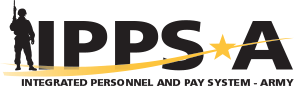 IPPS-A
INTEGRATED PERSONNEL AND PAY SYSTEM - ARMY